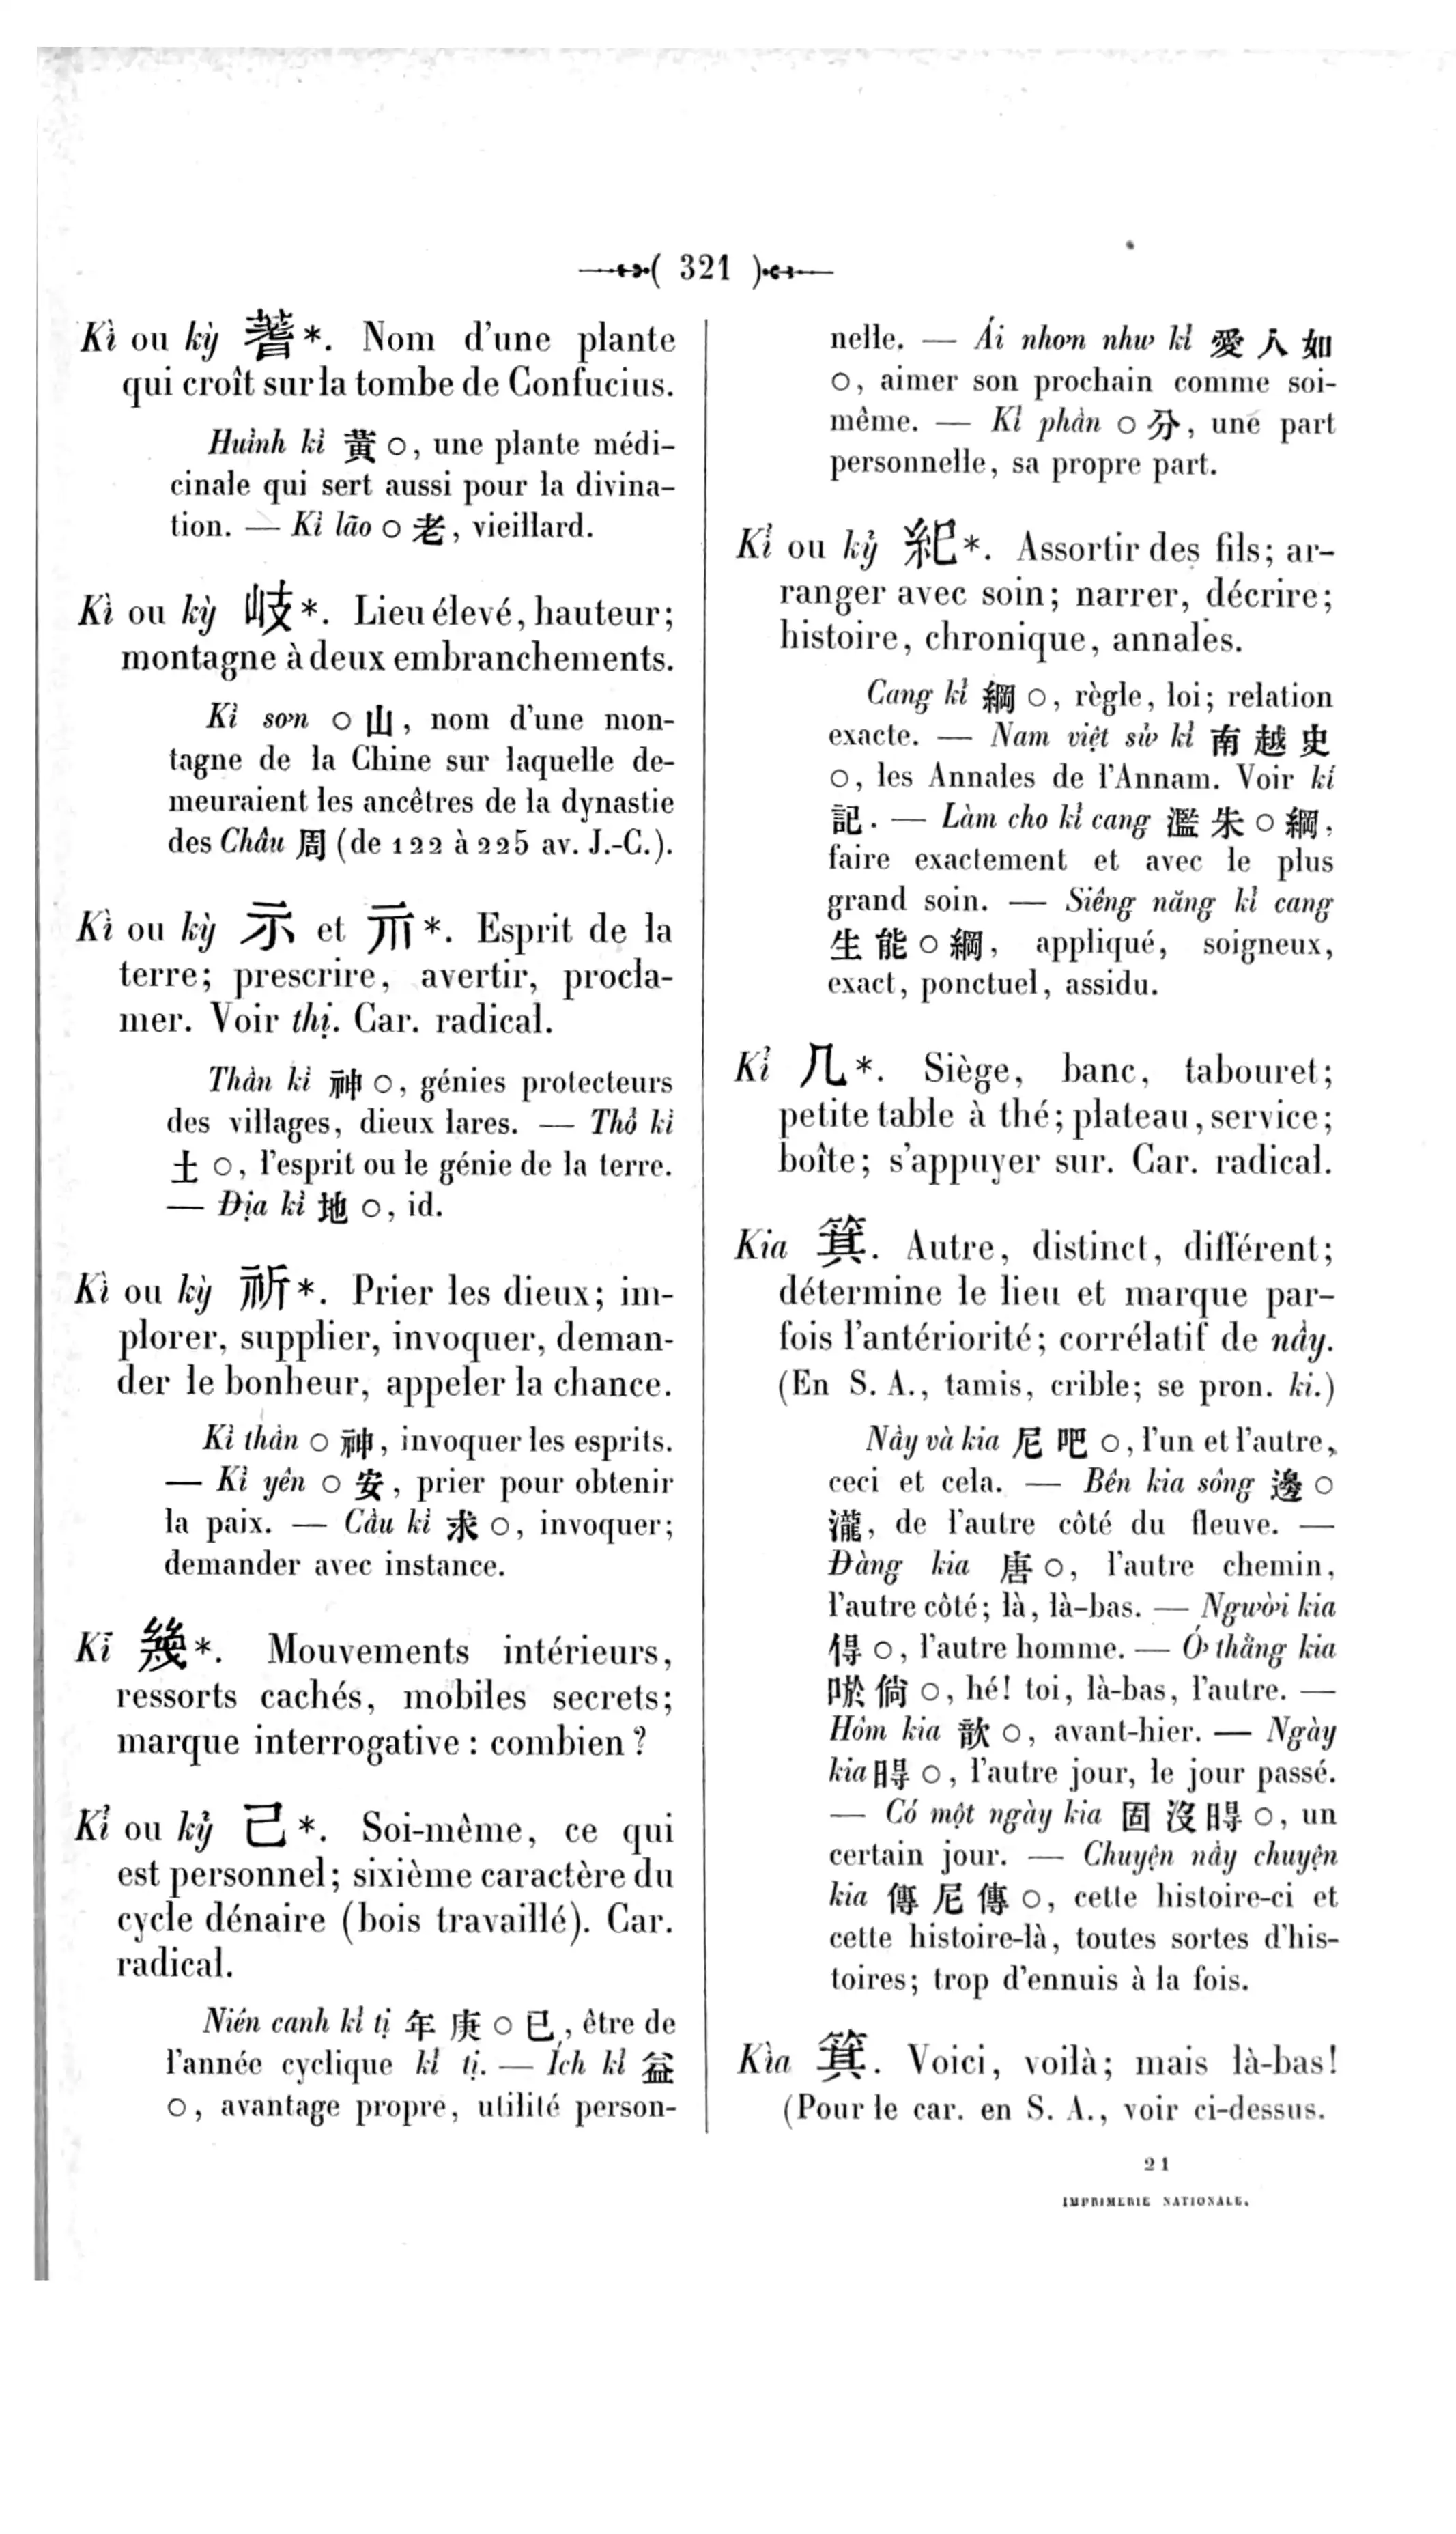 ( 321 )
Kì ou kỳ 蓍*. Nom d'une plante
qui croît sur la tombe de Confucius.
Huình kì 黃 ○, une plante médi-
cinale qui sert aussi pour la divina-
tion. — Kì lão ○ 老, vieillard.
Kì ou kỳ 岐*. Lieu élevé, hauteur;
montagne à deux embranchements.
Kì sơn ○ 山, nom d'une mon-
tagne de la Chine sur laquelle de-
meuraient les ancêtres de la dynastie
des Châu 周 (de 122 à 225 av. J.-C.).
Kì ou kỳ 示 et *. Esprit de la
terre; prescrire, avertir, procla-
mer. Voir thị. Car. radical.
Thần kì 神 ○, génies protecteurs
des villages, dieux lares. — Thổ kì
土 ○, l'esprit ou le génie de la terre.
— Địa kì 地 ○, id.
Kì ou kỳ 祈*. Prier les dieux; im-
plorer, supplier, invoquer, deman-
der le bonheur, appeler la chance.
Kì thần ○ 神, invoquer les esprits.
— Kì yên ○ 安, prier pour obtenir
la paix. — Cầu kì 求 ○, invoquer;
demander avec instance.
Kĩ 幾*. Mouvements intérieurs,
ressorts cachés, mobiles secrets;
marque interrogative : combien?
Kỉ ou kỷ 己*. Soi-même, ce qui
est personnel; sixième caractère du
cycle dénaire (bois travaillé). Car.
radical.
Niên canh kỉ tị 年 庚 ○ 巳, être de
l'année cyclique kỉ tị. — Ích kỉ 益
○, avantage propre, utilité person-
nelle. — Ái nhơn như kỉ 愛 人 如
○, aimer son prochain comme soi-
même. — Kỉ phần ○ 分, une part
personnelle, sa propre part.
Kỉ ou kỷ 紀*. Assortir des fils; ar-
ranger avec soin; narrer, décrire;
histoire, chronique, annales.
Cang kỉ 綱 ○, règle, loi; relation
exacte. — Nam việt sử kỉ 南 越 史
○, les Annales de l'Annam. Voir kí
記. — Làm cho kỉ cang 濫 朱 ○ 綱,
faire exactement et avec le plus
grand soin. — Siêng năng kỉ cang
生 能 ○ 綱, appliqué, soigneux,
exact, ponctuel, assidu.
Kỉ 几*. Siège, banc, tabouret;
petite table à thé; plateau, service;
boîte; s'appuyer sur. Car. radical.
Kia 箕. Autre, distinct, différent;
détermine le lieu et marque par-
fois l'antériorité; corrélatif de nầy.
(En S. A., tamis, crible; se pron. ki.)
Nầy và kia 尼 吧 ○, l'un et l'autre,
ceci et cela. — Bên kia sông 邊 ○
瀧, de l'autre côté du fleuve. —
Đàng kia 唐 ○, l'autre chemin,
l'autre côté; là, là-bas. — Người kia
㝵 ○, l'autre homme. — Ớ thằng kia
唹 倘 ○, hé! toi, là-bas, l'autre. —
Hôm kia 歆 ○, avant-hier. — Ngày
kia 㝵 ○, l'autre jour, le jour passé.
— Có một ngày kia 固 沒 㝵 ○, un
certain jour. — Chuyện nầy chuyện
kia 傳 尼 傳 ○, cette histoire-ci et
cette histoire-là, toutes sortes d'his-
toires; trop d'ennuis à la fois.
Kìa 箕. Voici, voilà; mais là-bas!
(Pour le car. en S. A., voir ci-dessus.
21
IMPRIMERIE NATIONALE.